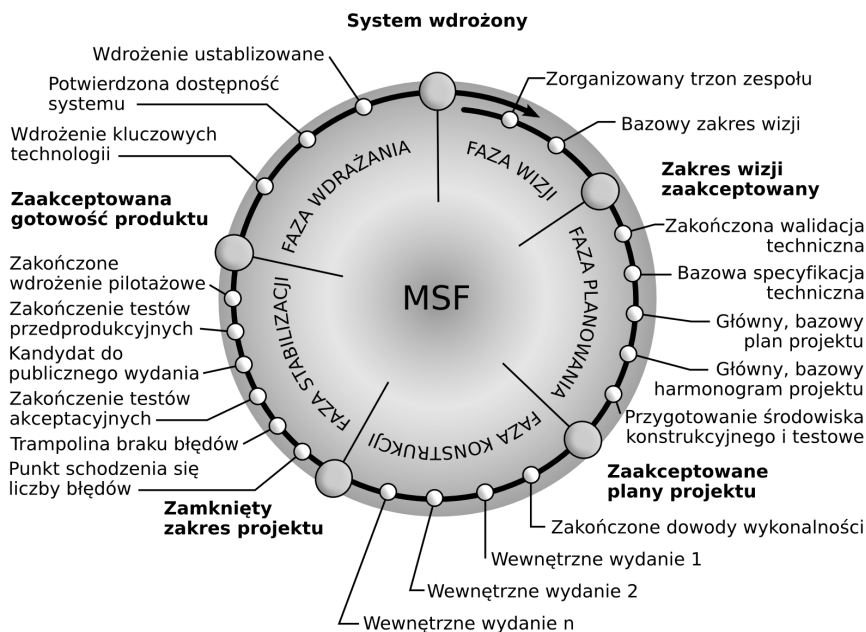 System wdrożony
Wdrożenie ustablizowane
Potwierdzona dostępność
systemu
Wdrożenie kluczowych
technologii
Zaakceptowana
gotowość produktu
Zakończone
wdrożenie pilotażowe
Zakończenie testów
przedprodukcyjnych
Kandydat do
publicznego wydania
Zakończenie testów
akceptacyjnych
Trampolina braku błędów
Punkt schodzenia się
liczby błędów
Zamknięty
zakres projektu
Zorganizowany trzon zespołu
Bazowy zakres wizji
Zakres wizji
zaakceptowany
Zakończona walidacja
techniczna
Bazowa specyfikacja
techniczna
Główny, bazowy
plan projektu
Główny, bazowy
harmonogram projektu
Przygotowanie środowiska
konstrukcyjnego i testowe
Zaakceptowane
plany projektu
Zakończone dowody wykonalności
Wewnętrzne wydanie 1
Wewnętrzne wydanie 2
Wewnętrzne wydanie n
FAZA WIZJI
FAZA PLANOWANIA
FAZA KONSTRUKCJI
FAZA STABILIZACJI
FAZA WDRAŻANIA
MSF